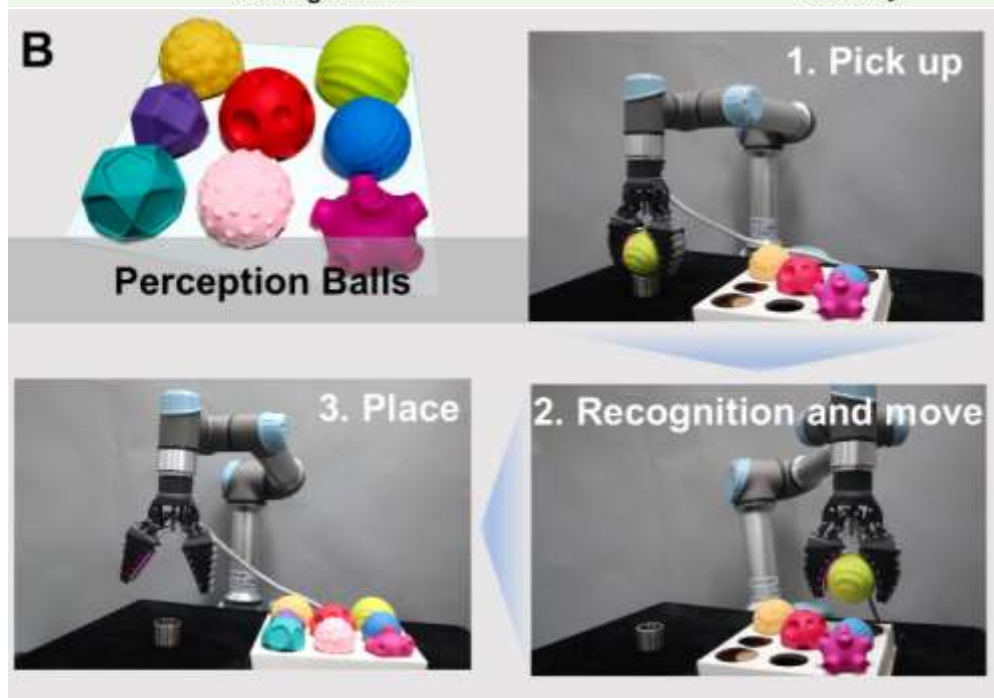 B
1. Pick up
Perception Balls
3. Place
2. Recognition and move